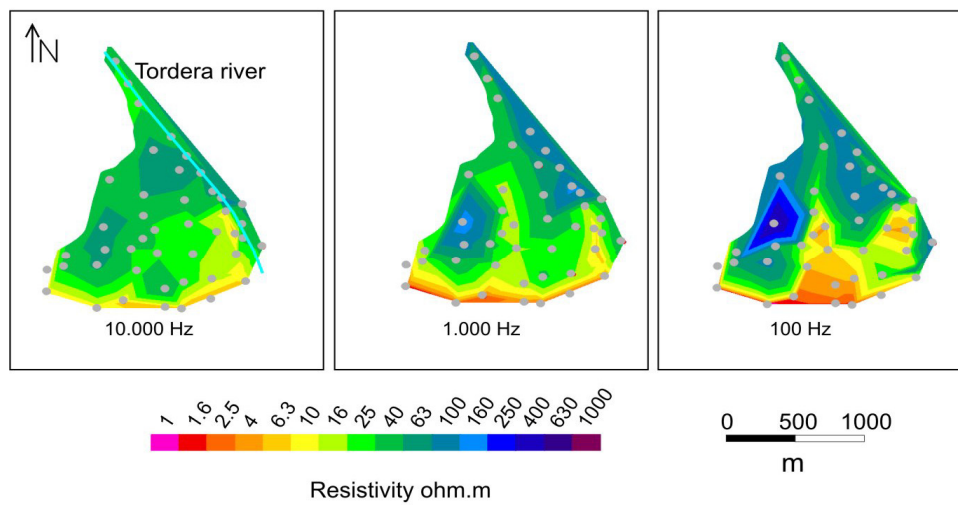 N
Tordera river
10.000 Hz
1.000 Hz
100 Hz
1 1.6 2.5 4 6.3 10 16 25 40 63 100 160 250 400 630 1000
Resistivity ohm.m
0 500 1000
m